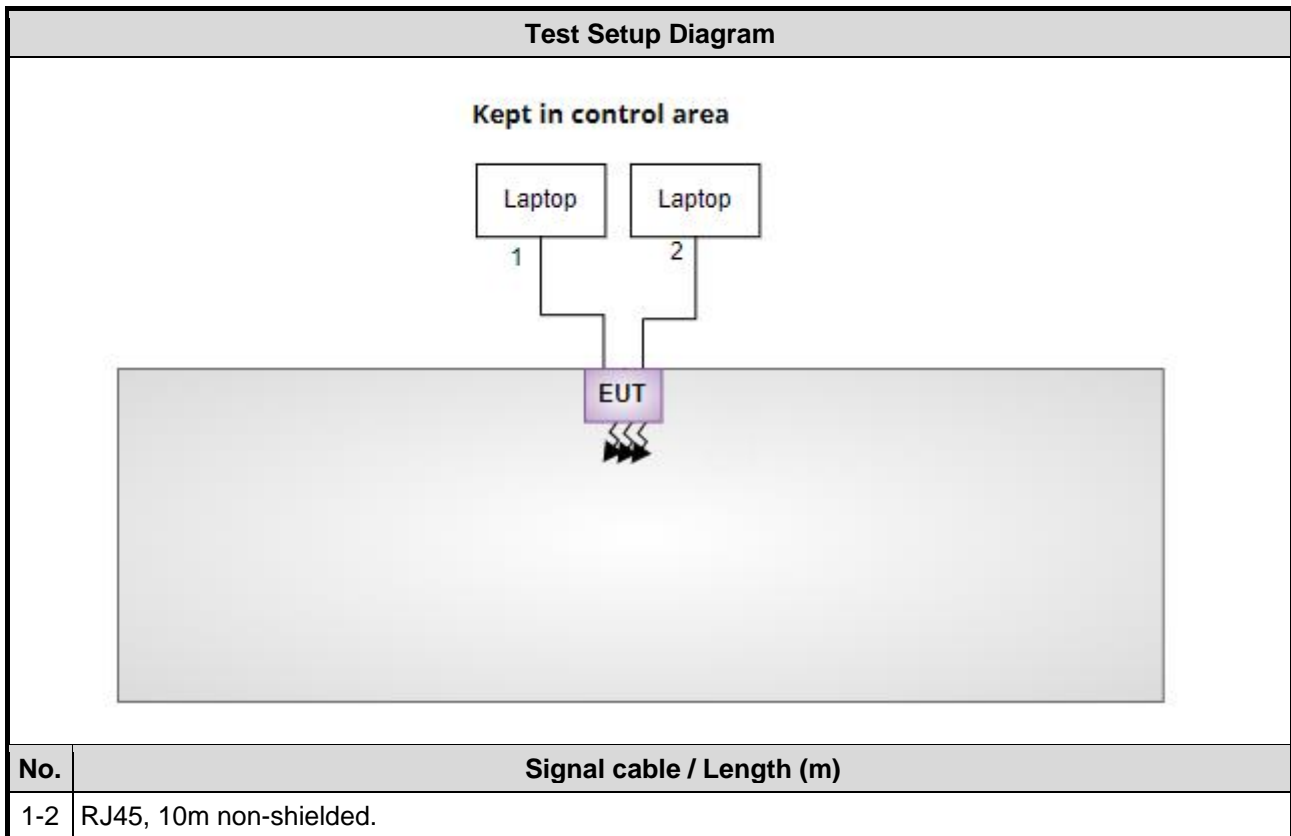 Test Setup Diagram
Kept in control area
Laptop Laptop
1 2
EUT
No. Signal cable / Length (m)
1-2 RJ45, 10m non-shielded.